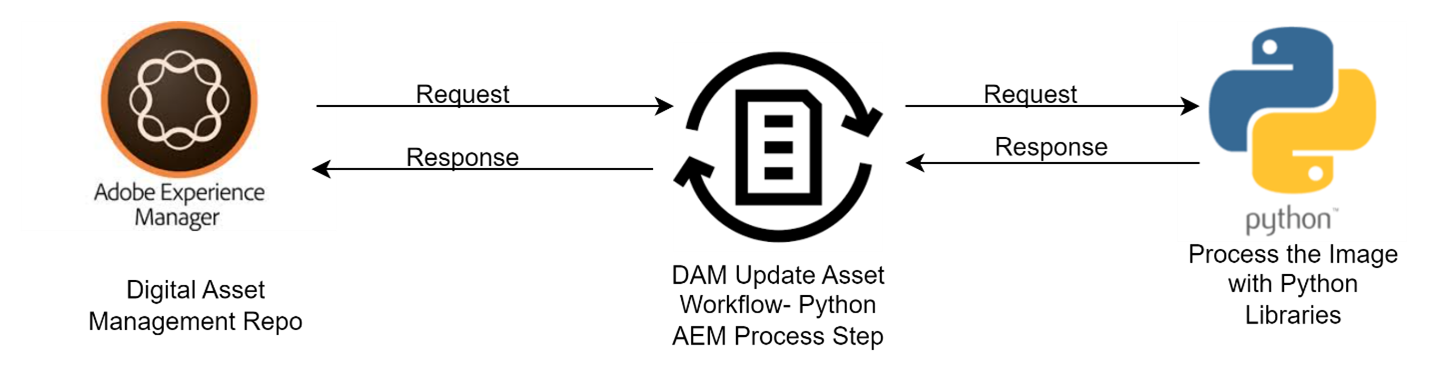 Request
Response
Request
Response
Adobe Experience
Manager
Digital Asset
Management Repo
DAM Update Asset
Workflow- Python
AEM Process Step
python™
Process the Image
with Python
Libraries